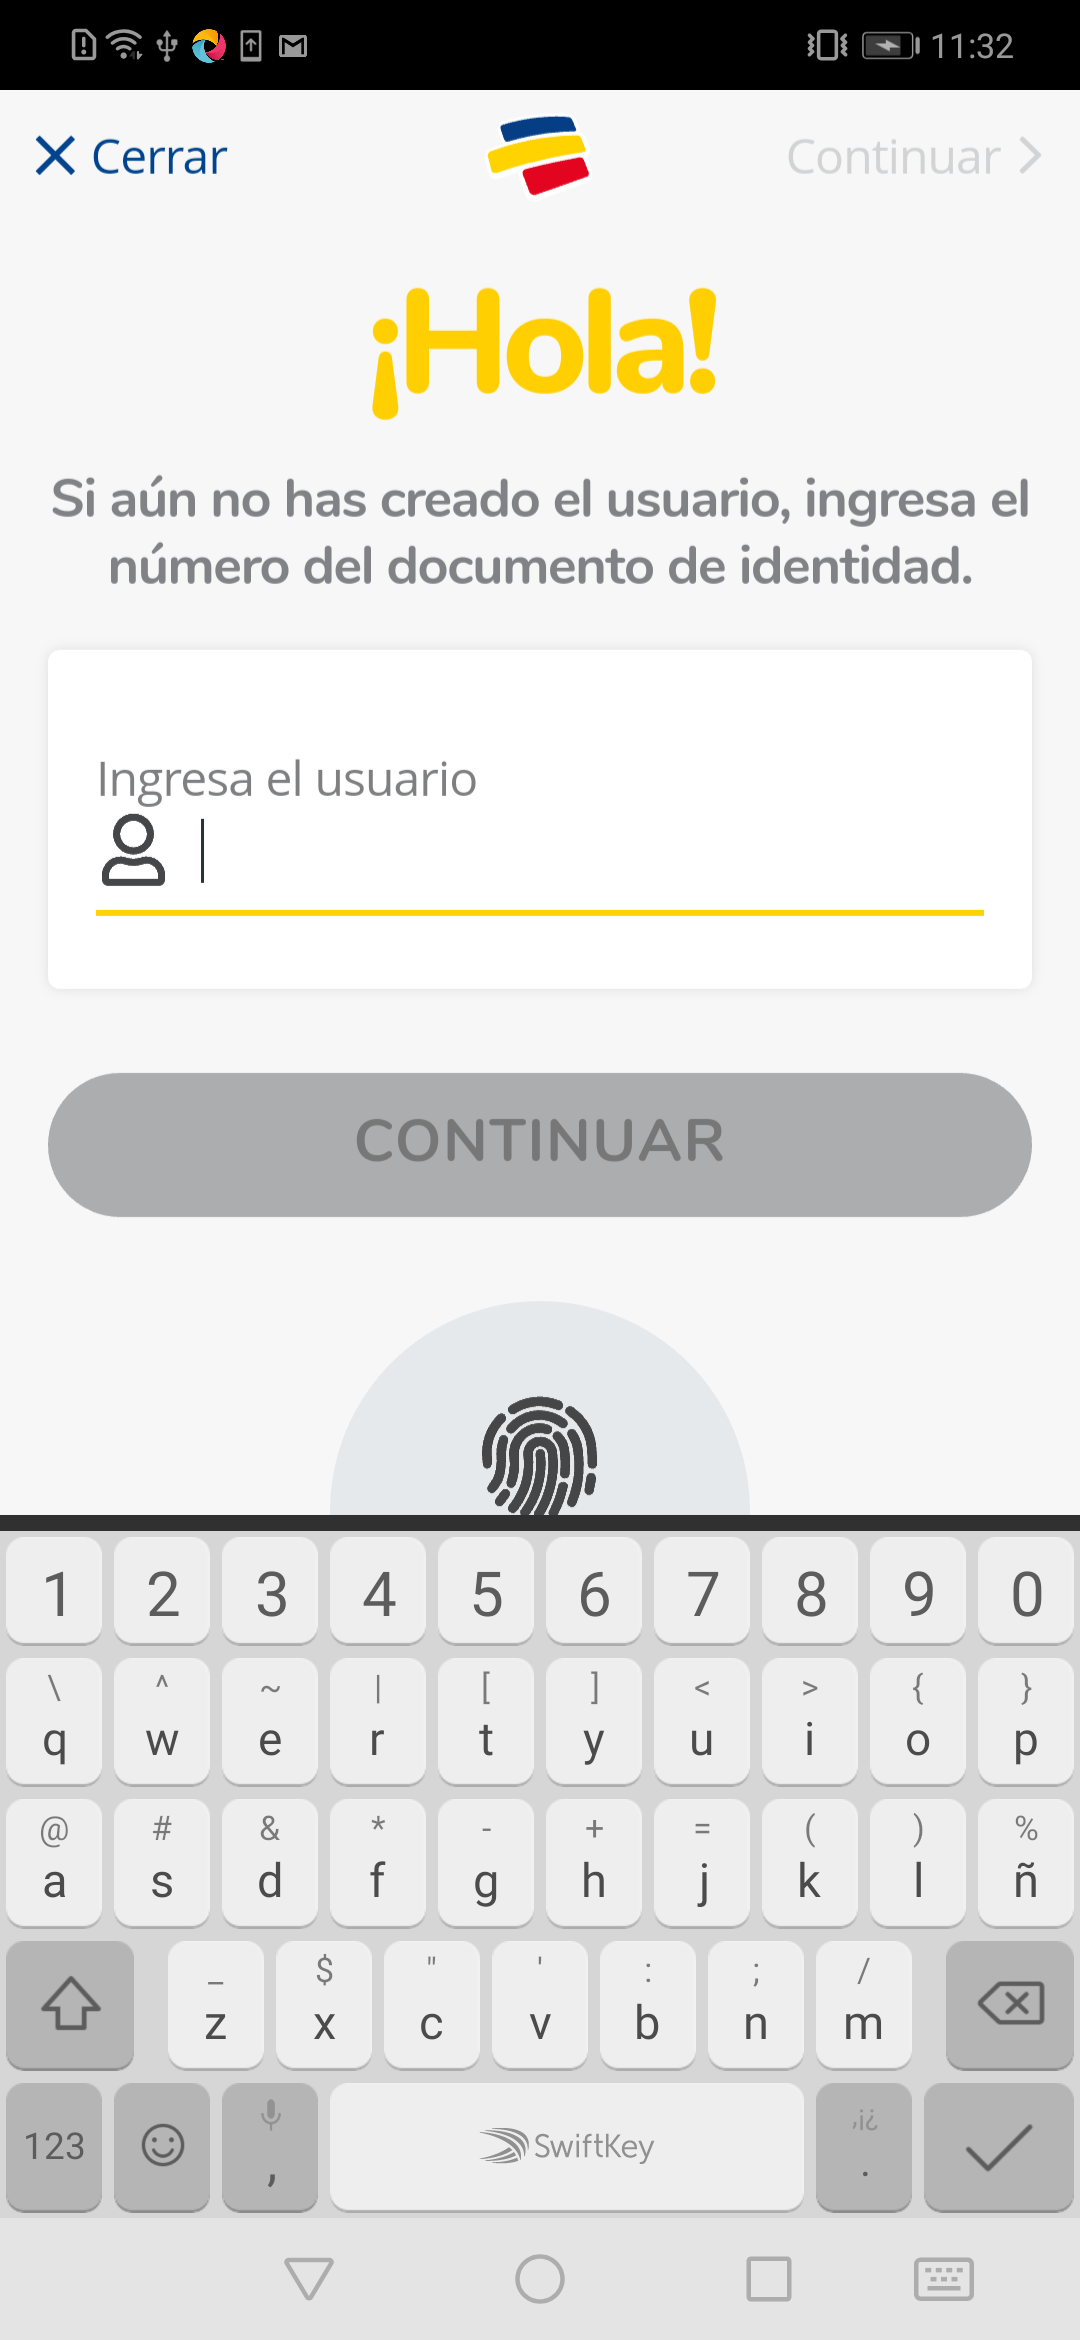 11:32
Cerrar
Continuar
¡Hola!
Si aún no has creado el usuario, ingresa el
número del documento de identidad.
Ingresa el usuario
CONTINUAR
1 2 3 4 5 6 7 8 9 0
\ ^ ~ | [ ] < > { }
q w e r t y u i o p
@ # & * - + = ( ) %
a s d f g h j k l ñ
_ $ " ' : ; /
z x c v b n m
123 , SwiftKey ,¡¿ .